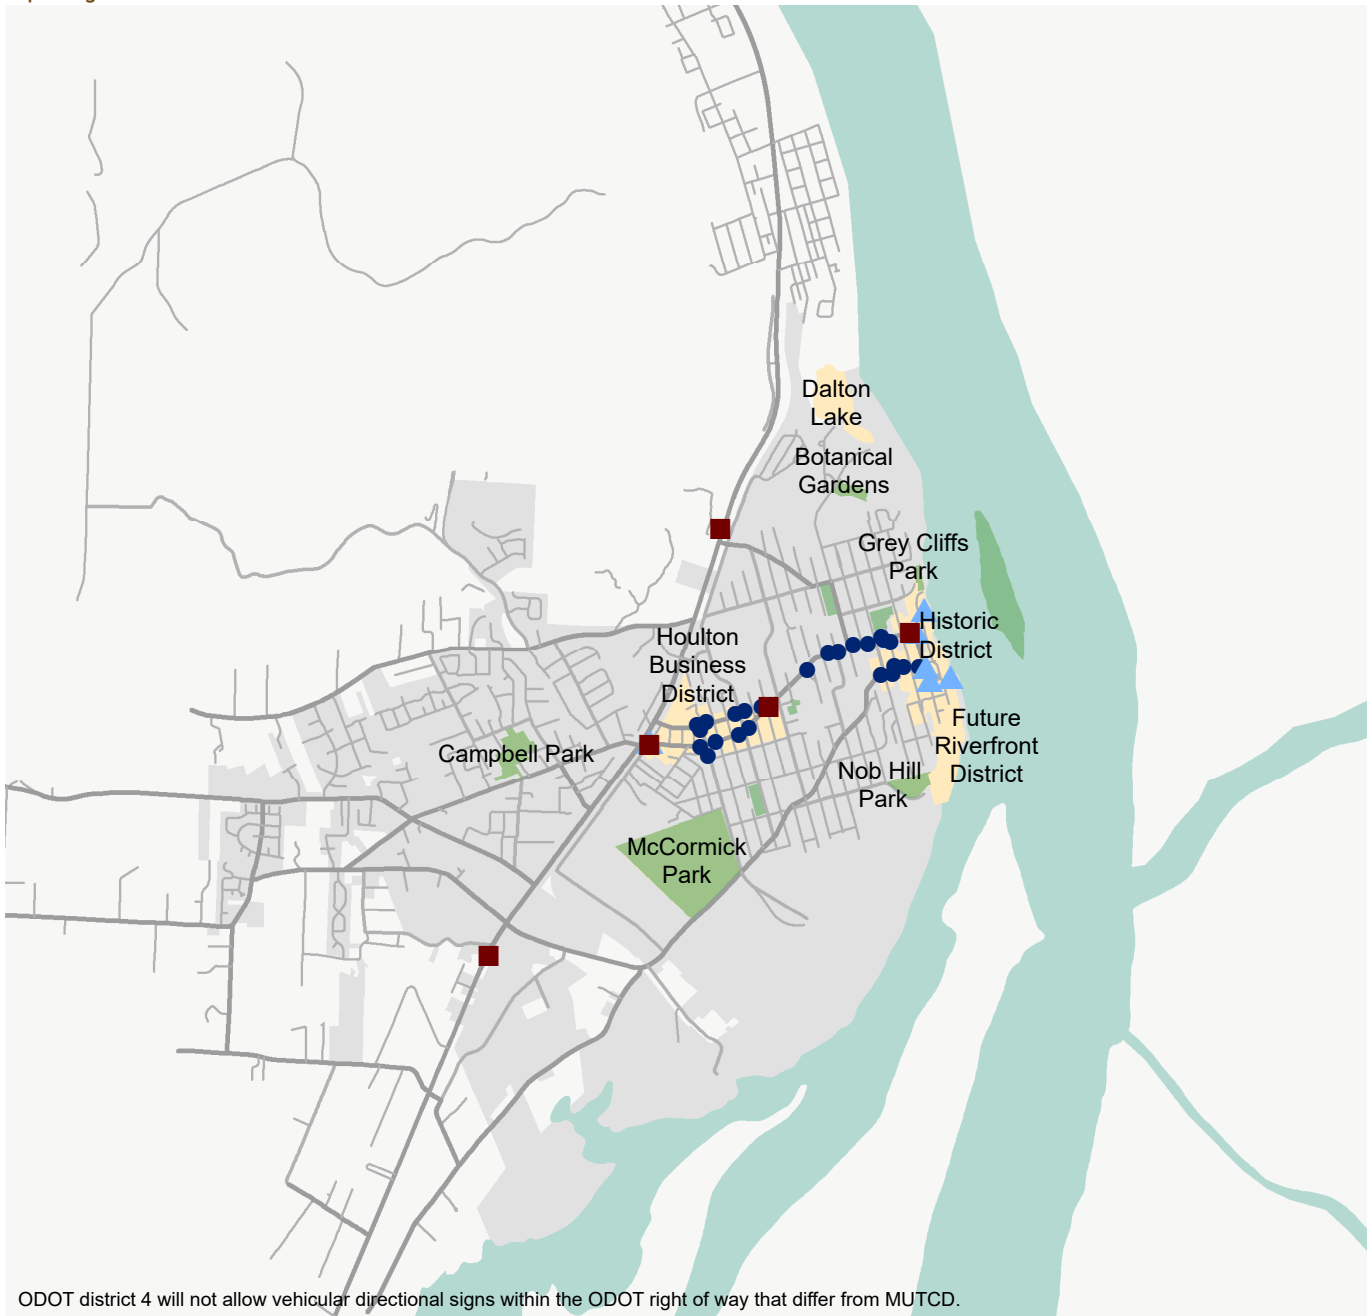 Dalton
Lake
Botanical
Gardens
Grey Cliffs
Park
Historic
District
Houlton
Business
District
Future
Riverfront
District
Campbell Park
Nob Hill
Park
McCormick
Park
ODOT district 4 will not allow vehicular directional signs within the ODOT right of way that differ from MUTCD.